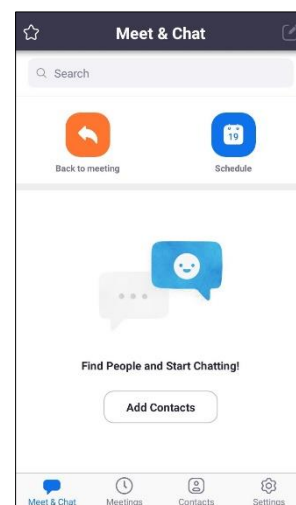 Meet & Chat
Search
19
Back to meeting Schedule
Find People and Start Chatting!
Add Contacts
Meet & Chat Meetings Contacts Settings